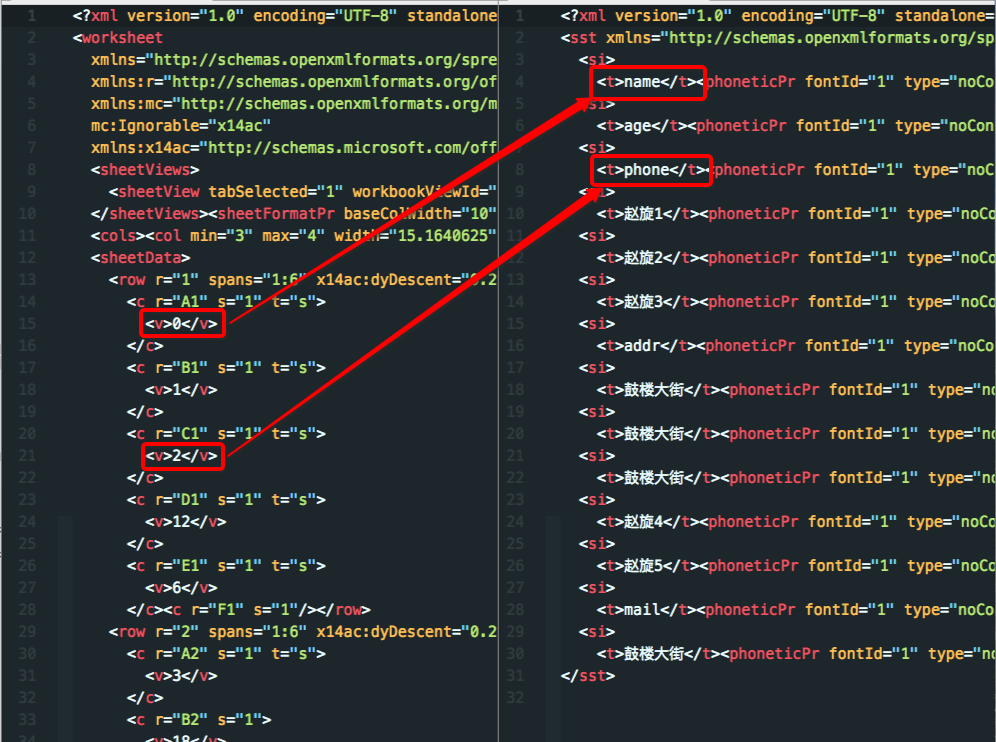 1 <?xml version="1.0" encoding="UTF-8" standalone
2 <worksheet
3 xmlns="http://schemas.openxmlformats.org/spre
4 xmlns:r="http://schemas.openxmlformats.org/of
5 xmlns:mc="http://schemas.openxmlformats.org/m
6 mc:Ignorable="x14ac"
7 xmlns:x14ac="http://schemas.microsoft.com/off
8 <sheetViews>
9 <sheetView tabSelected="1" workbookViewId="
10 </sheetViews><sheetFormatPr baseColWidth="10"
11 <cols><col min="3" max="4" width="15.1640625"
12 <sheetData>
13 <row r="1" spans="1:6" x14ac:dyDescent="0.2
14 <c r="A1" s="1" t="s">
15 <v>0</v>
16 </c>
17 <c r="B1" s="1" t="s">
18 <v>1</v>
19 </c>
20 <c r="C1" s="1" t="s">
21 <v>2</v>
22 </c>
23 <c r="D1" s="1" t="s">
24 <v>12</v>
25 </c>
26 <c r="E1" s="1" t="s">
27 <v>6</v>
28 </c><c r="F1" s="1"/></row>
29 <row r="2" spans="1:6" x14ac:dyDescent="0.2
30 <c r="A2" s="1" t="s">
31 <v>3</v>
32 </c>
33 <c r="B2" s="1">
34 <v>18</v>
1 <?xml version="1.0" encoding="UTF-8" standalone=
2 <sst xmlns="http://schemas.openxmlformats.org/sp
3 <si>
4 <t>name</t><phoneticPr fontId="1" type="noCo
5 <si>
6 <t>age</t><phoneticPr fontId="1" type="noCon
7 <si>
8 <t>phone</t><phoneticPr fontId="1" type="noC
9 <si>
10 <t>赵旋1</t><phoneticPr fontId="1" type="noCo
11 <si>
12 <t>赵旋2</t><phoneticPr fontId="1" type="noCo
13 <si>
14 <t>赵旋3</t><phoneticPr fontId="1" type="noCo
15 <si>
16 <t>addr</t><phoneticPr fontId="1" type="noCo
17 <si>
18 <t>鼓楼大街</t><phoneticPr fontId="1" type="no
19 <si>
20 <t>鼓楼大街</t><phoneticPr fontId="1" type="no
21 <si>
22 <t>鼓楼大街</t><phoneticPr fontId="1" type="no
23 <si>
24 <t>赵旋4</t><phoneticPr fontId="1" type="noCo
25 <si>
26 <t>赵旋5</t><phoneticPr fontId="1" type="noCo
27 <si>
28 <t>mail</t><phoneticPr fontId="1" type="noCo
29 <si>
30 <t>鼓楼大街</t><phoneticPr fontId="1" type="no
31 </sst>
32